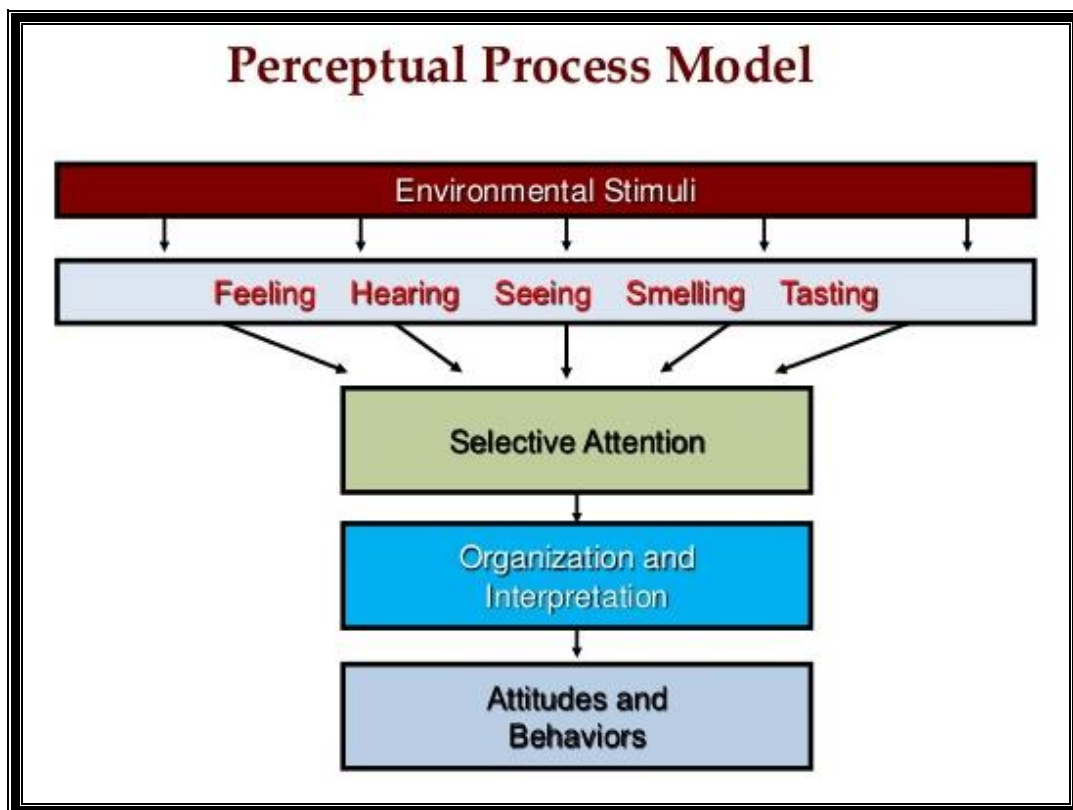 Perceptual Process Model
Environmental Stimuli
Feeling Hearing Seeing Smelling Tasting
Selective Attention
Organization and
Interpretation
Attitudes and
Behaviors